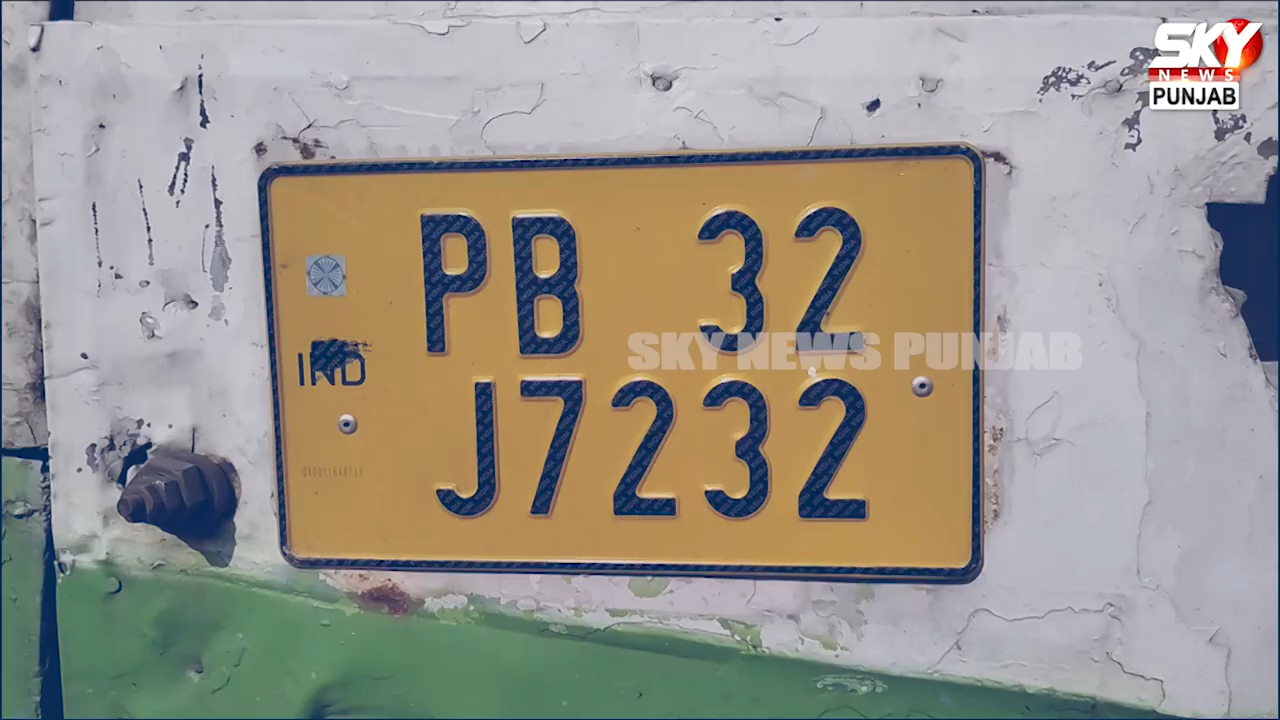 SKY
NEWS
PUNJAB
PB 32
SKY NEWS PUNJAB
IND
J7232